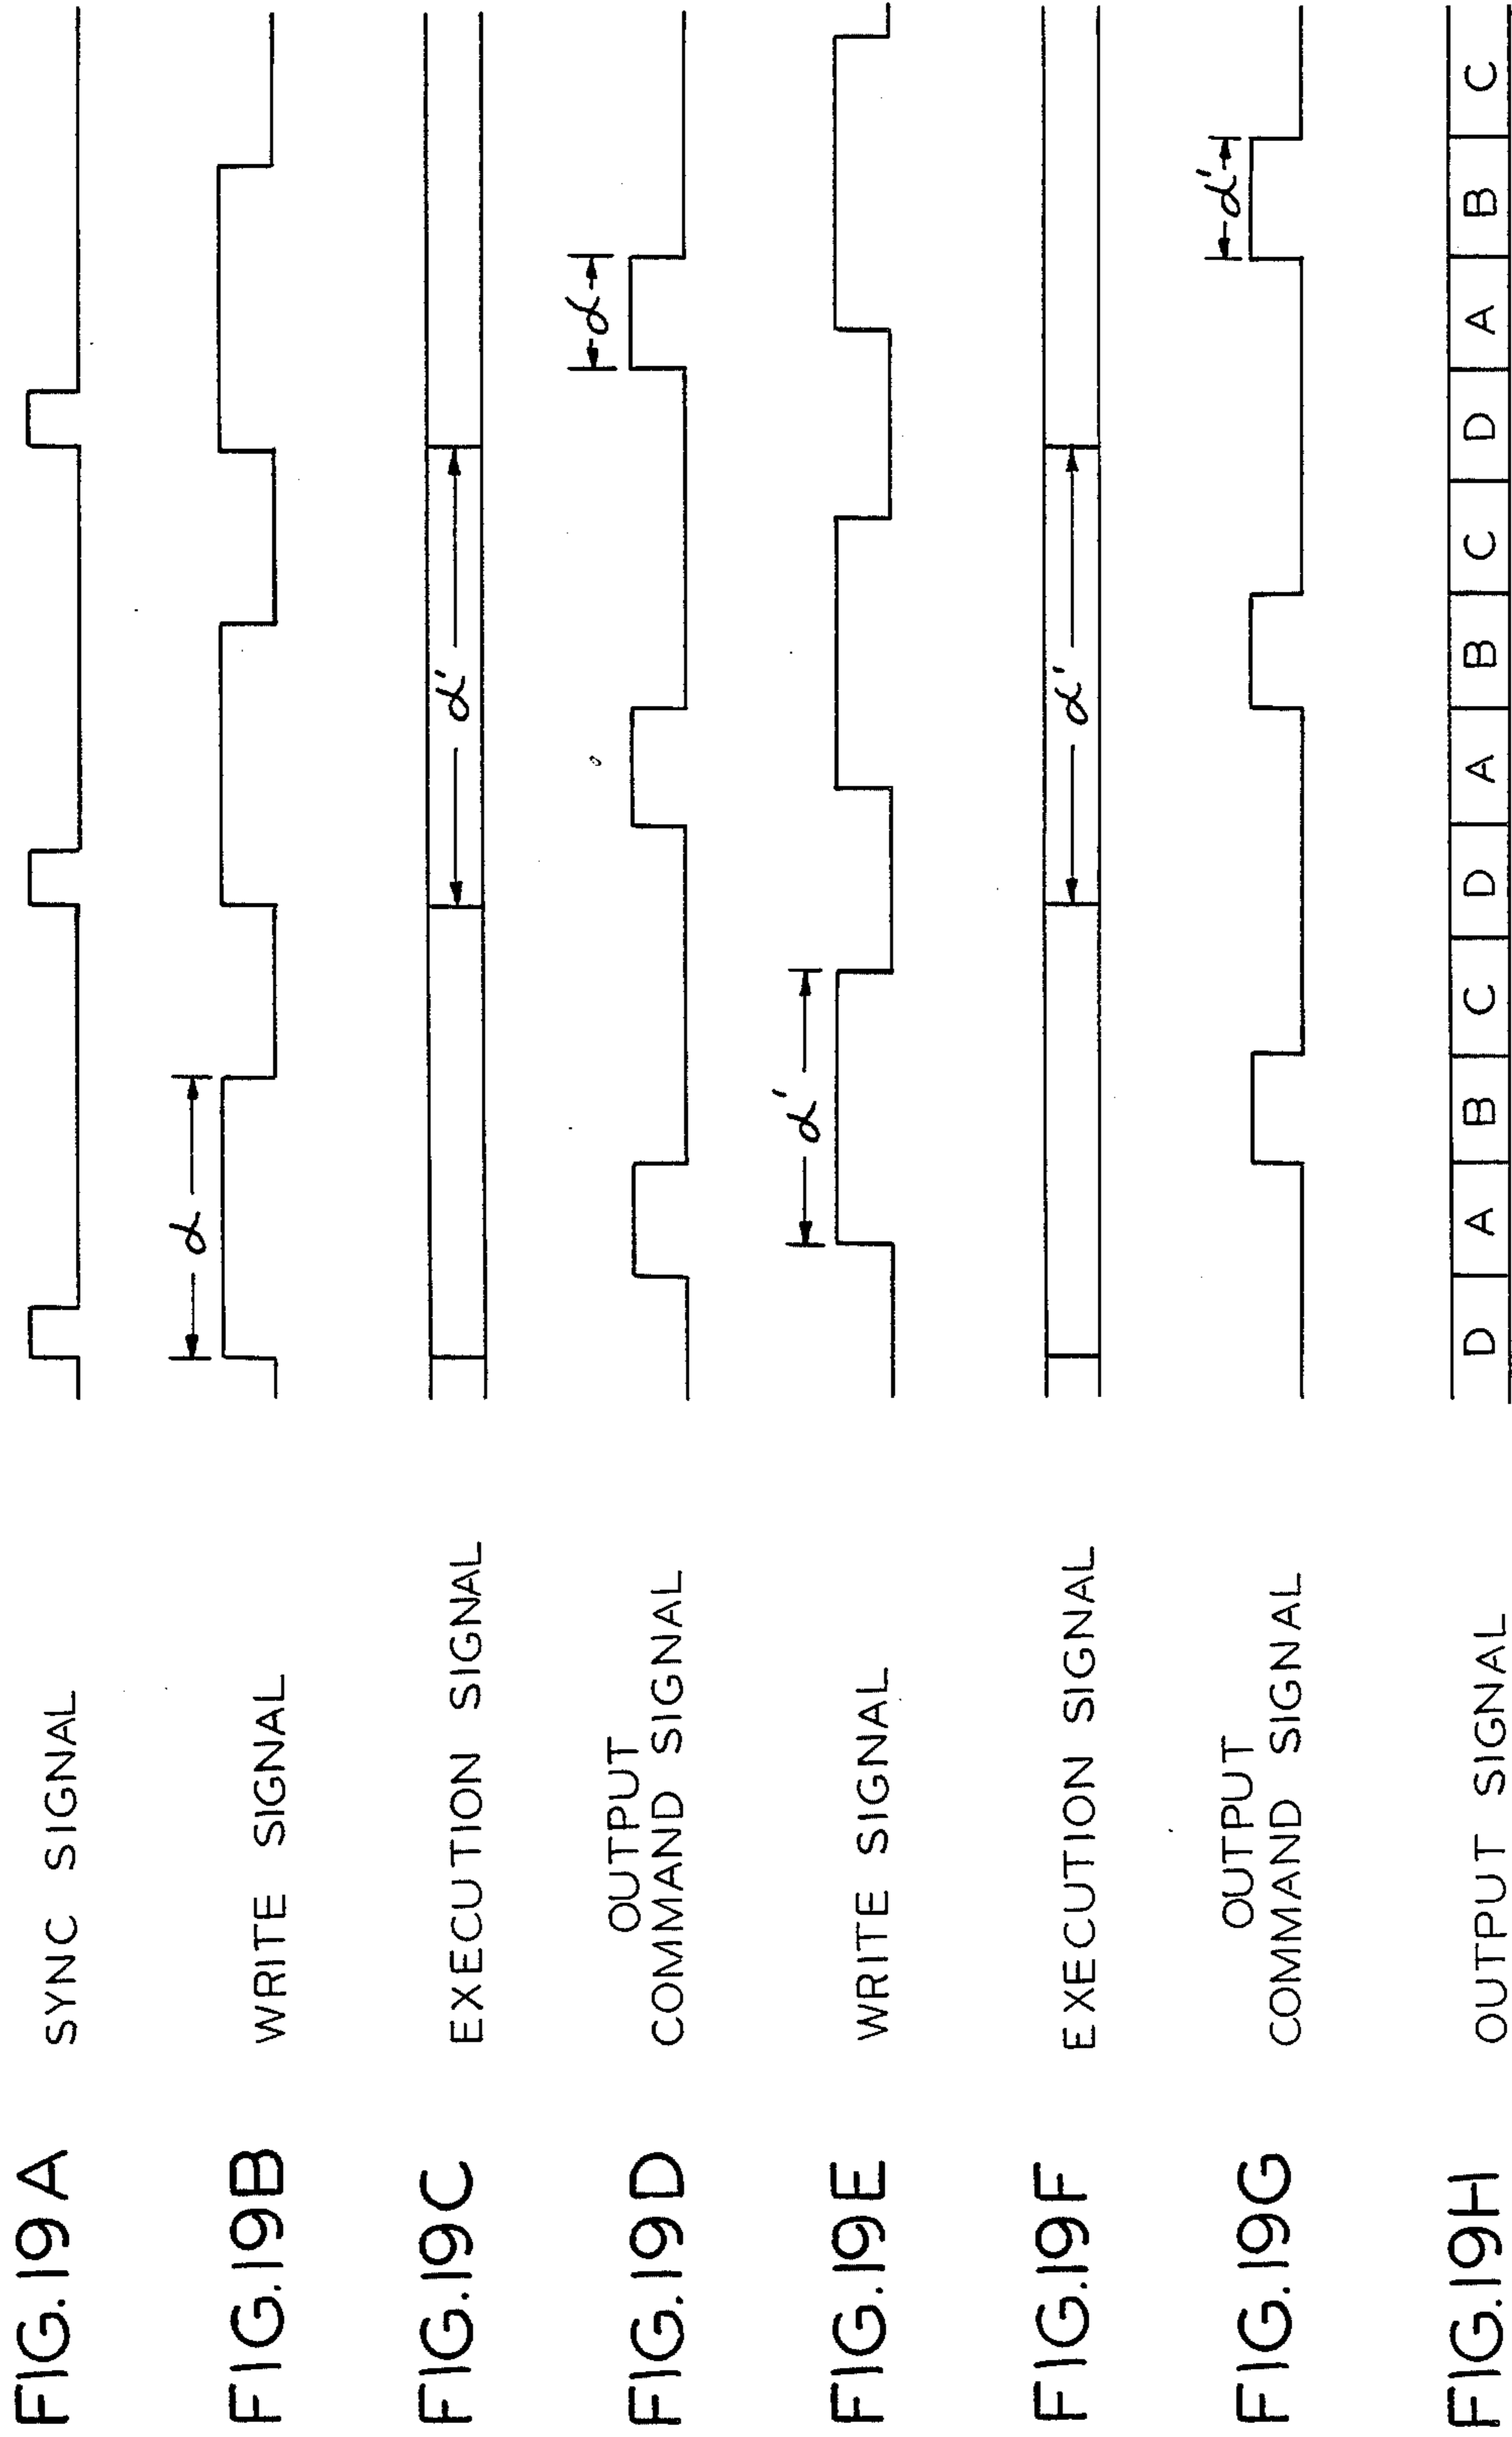 FIG.19A SYNC SIGNAL
FIG.19B WRITE SIGNAL
α
FIG.19C EXECUTION SIGNAL
α'
FIG.19D OUTPUT
COMMAND SIGNAL
α
FIG.19E WRITE SIGNAL
α'
FIG.19F EXECUTION SIGNAL
α'
FIG.19G OUTPUT
COMMAND SIGNAL
α'
FIG.19H OUTPUT SIGNAL
D A B C D A B C D A B C